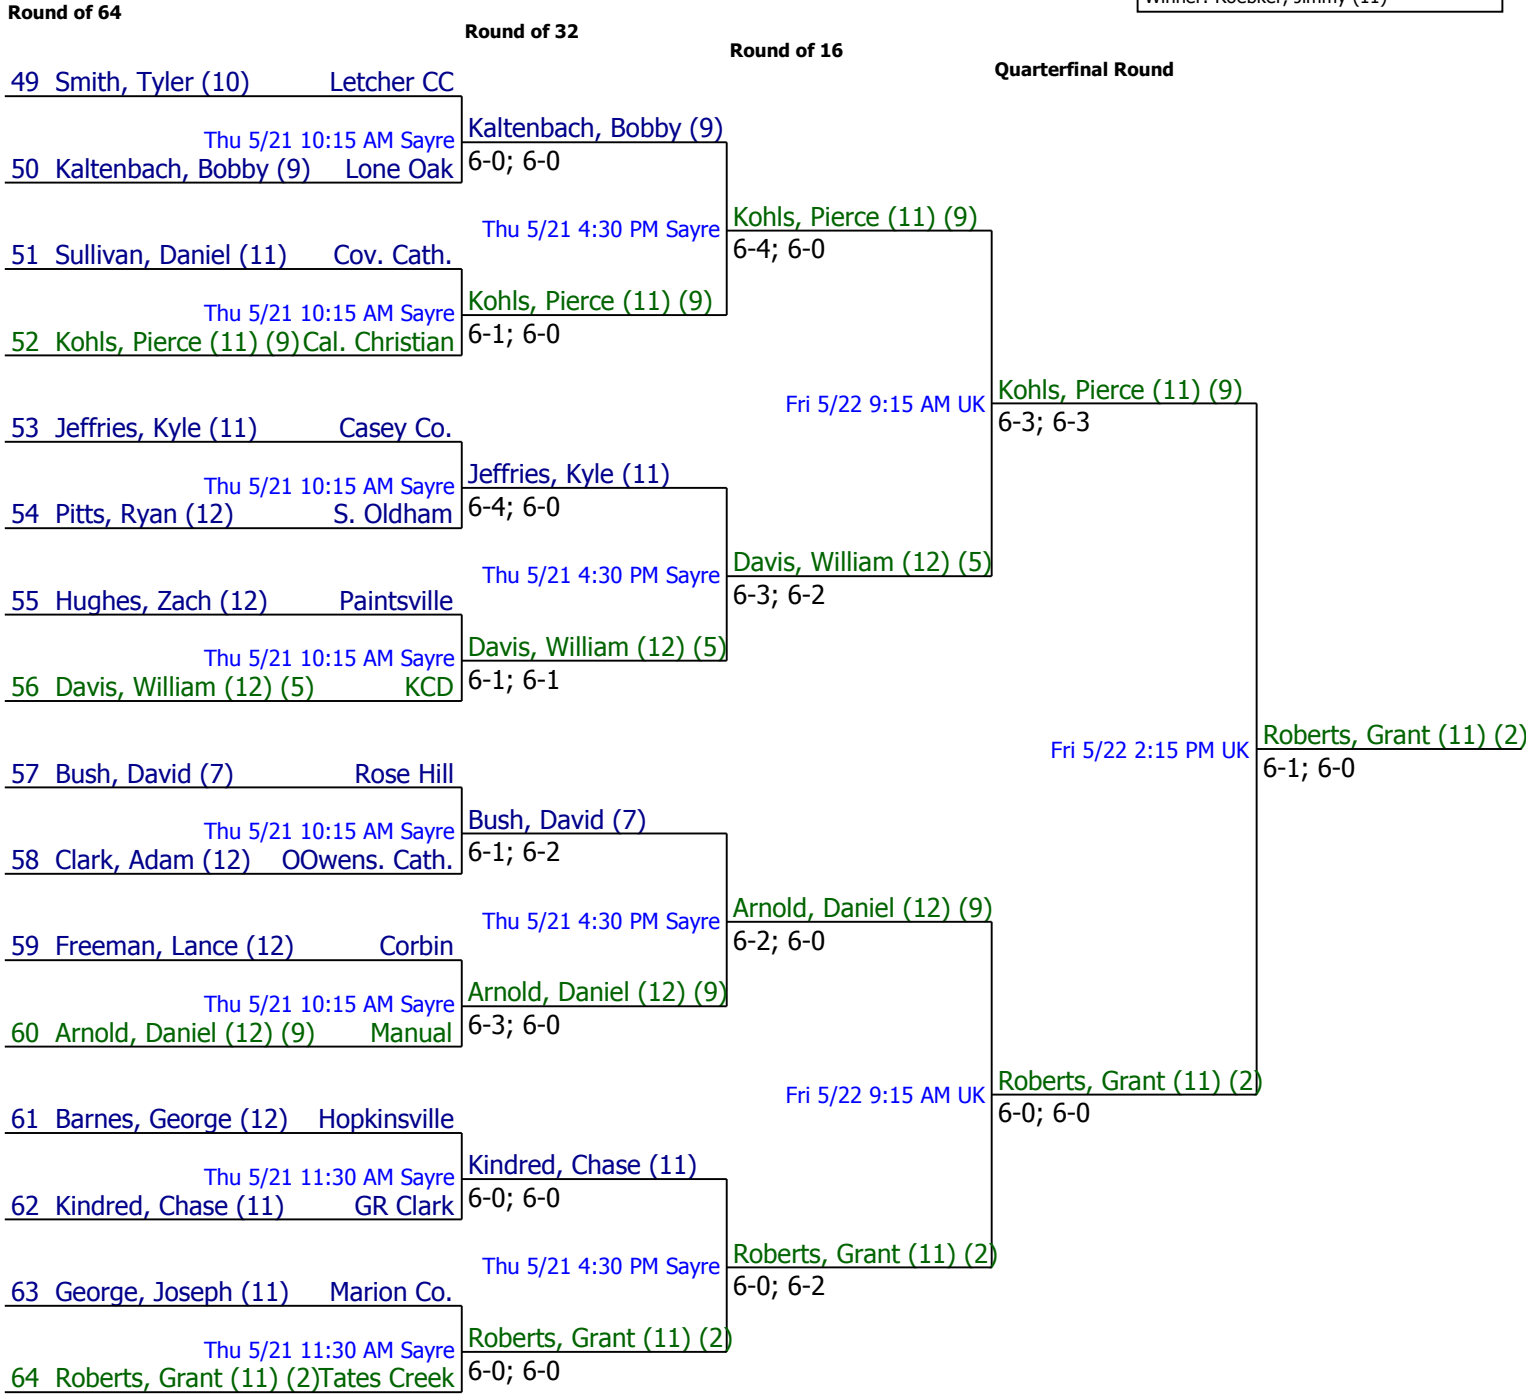 Round of 64
Round of 32
Round of 16
Quarterfinal Round
49 Smith, Tyler (10) Letcher CC
Thu 5/21 10:15 AM Sayre
50 Kaltenbach, Bobby (9) Lone Oak
Kaltenbach, Bobby (9)
6-0; 6-0
51 Sullivan, Daniel (11) Cov. Cath.
Thu 5/21 10:15 AM Sayre
52 Kohls, Pierce (11) (9) Cal. Christian
Kohls, Pierce (11) (9)
6-1; 6-0
Thu 5/21 4:30 PM Sayre
Kohls, Pierce (11) (9)
6-4; 6-0
53 Jeffries, Kyle (11) Casey Co.
Thu 5/21 10:15 AM Sayre
54 Pitts, Ryan (12) S. Oldham
Jeffries, Kyle (11)
6-4; 6-0
55 Hughes, Zach (12) Paintsville
Thu 5/21 10:15 AM Sayre
56 Davis, William (12) (5) KCD
Davis, William (12) (5)
6-1; 6-1
Thu 5/21 4:30 PM Sayre
Davis, William (12) (5)
6-3; 6-2
Fri 5/22 9:15 AM UK
Kohls, Pierce (11) (9)
6-3; 6-3
57 Bush, David (7) Rose Hill
Thu 5/21 10:15 AM Sayre
58 Clark, Adam (12) OOwens. Cath.
Bush, David (7)
6-1; 6-2
59 Freeman, Lance (12) Corbin
Thu 5/21 10:15 AM Sayre
60 Arnold, Daniel (12) (9) Manual
Arnold, Daniel (12) (9)
6-3; 6-0
Thu 5/21 4:30 PM Sayre
Arnold, Daniel (12) (9)
6-2; 6-0
61 Barnes, George (12) Hopkinsville
Thu 5/21 11:30 AM Sayre
62 Kindred, Chase (11) GR Clark
Kindred, Chase (11)
6-0; 6-0
63 George, Joseph (11) Marion Co.
Thu 5/21 11:30 AM Sayre
64 Roberts, Grant (11) (2) Tates Creek
Roberts, Grant (11) (2)
6-0; 6-0
Thu 5/21 4:30 PM Sayre
Roberts, Grant (11) (2)
6-0; 6-2
Fri 5/22 9:15 AM UK
Roberts, Grant (11) (2)
6-0; 6-0
Fri 5/22 2:15 PM UK
Roberts, Grant (11) (2)
6-1; 6-0